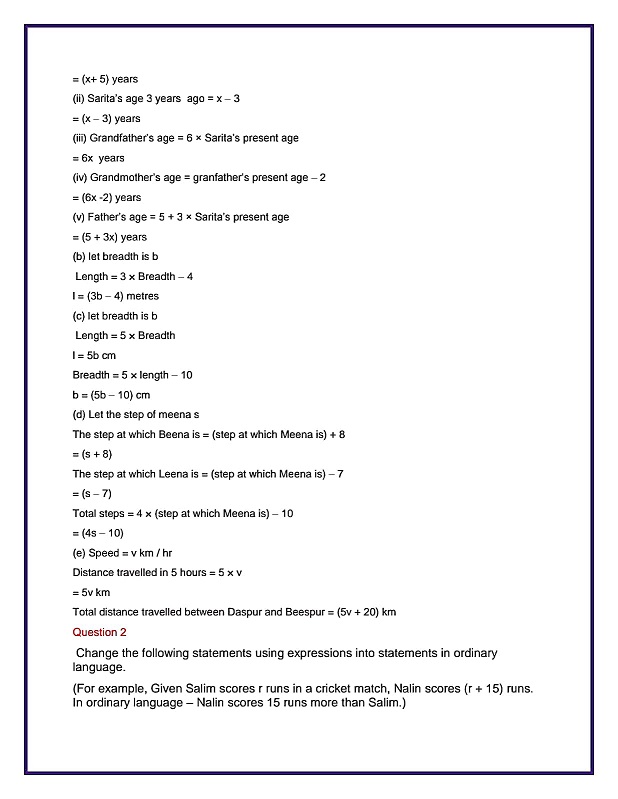 = (x+ 5) years
(ii) Sarita's age 3 years  ago = x – 3
= (x – 3) years
(iii) Grandfather's age = 6 × Sarita's present age
= 6x  years
(iv) Grandmother's age = granfather's present age – 2
= (6x -2) years
(v) Father's age = 5 + 3 × Sarita's present age
= (5 + 3x) years
(b) let breadth is b
Length = 3 × Breadth – 4
l = (3b – 4) metres
(c) let breadth is b
Length = 5 × Breadth
l = 5b cm
Breadth = 5 × length – 10
b = (5b – 10) cm
(d) Let the step of meena s
The step at which Beena is = (step at which Meena is) + 8
= (s + 8)
The step at which Leena is = (step at which Meena is) – 7
= (s – 7)
Total steps = 4 × (step at which Meena is) – 10
= (4s – 10)
(e) Speed = v km / hr
Distance travelled in 5 hours = 5 × v
= 5v km
Total distance travelled between Daspur and Beespur = (5v + 20) km
Question 2
Change the following statements using expressions into statements in ordinary
language.
(For example, Given Salim scores r runs in a cricket match, Nalin scores (r + 15) runs.
In ordinary language – Nalin scores 15 runs more than Salim.)